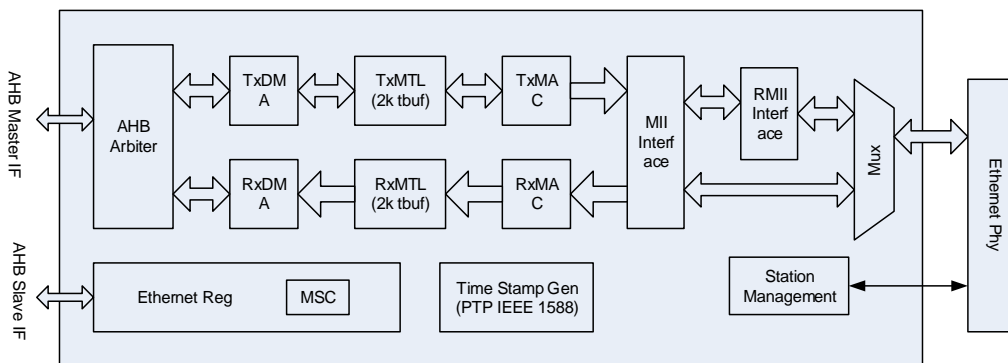 AHB Master IF
AHB Slave IF
AHB
Arbiter
TxDM
A
TxMTL
(2k tbuf)
TxMA
C
RxDM
A
RxMTL
(2k tbuf)
RxMA
C
MII
Interf
ace
RMII
Interf
ace
Mux
Ethernet Phy
Ethernet Reg
MSC
Time Stamp Gen
(PTP IEEE 1588)
Station
Management